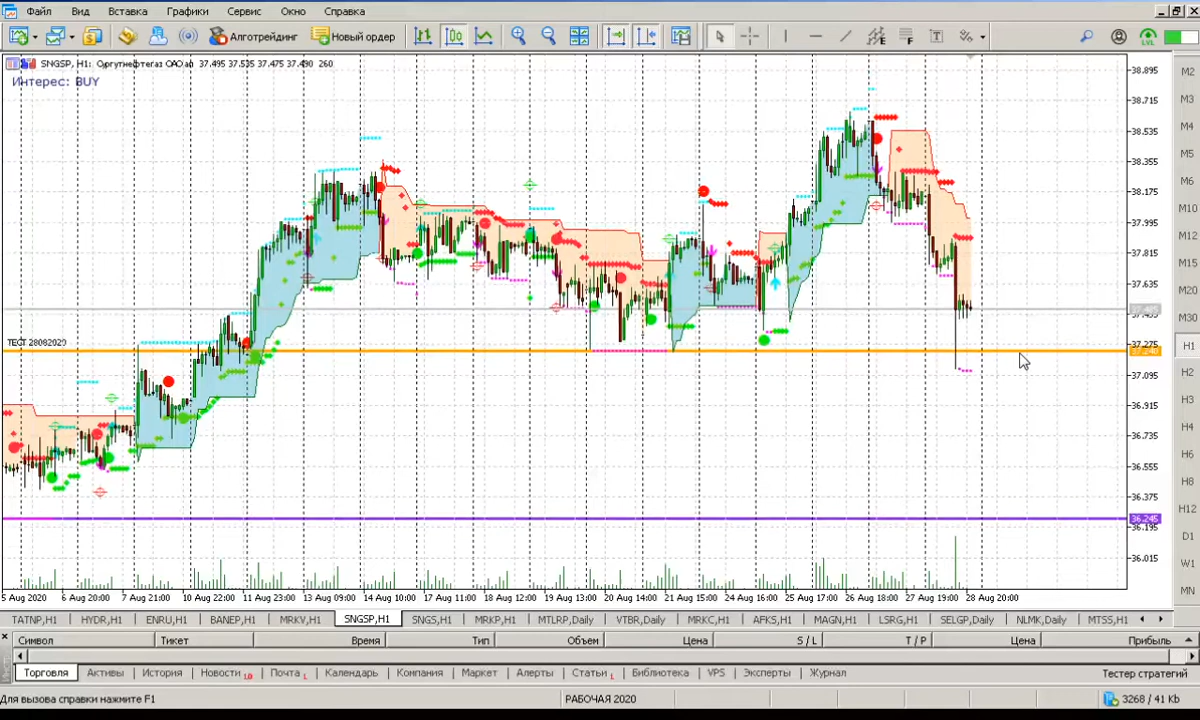 Файл Вид Вставка Графики Сервис Окно Справка
Алготрейдинг Новый ордер
SNGSP, H1: 37.495 37.535 37.475 37.490 260
Интерес: BUY
38.895
38.715
38.535
38.355
38.175
37.995
37.815
37.635
37.455
37.275
37.240
37.095
36.915
36.735
36.555
36.375
36.245
36.195
36.015
M2
M3
M4
M5
M6
M10
M12
M15
M20
M30
H1
H2
H3
H4
H6
H8
H12
D1
W1
MN
5 Aug 2020 6 Aug 20:00 7 Aug 21:00 10 Aug 22:00 11 Aug 23:00 13 Aug 09:00 14 Aug 10:00 17 Aug 11:00 18 Aug 12:00 19 Aug 13:00 20 Aug 14:00 21 Aug 15:00 24 Aug 16:00 25 Aug 17:00 26 Aug 18:00 27 Aug 19:00 28 Aug 20:00
TATNP,H1 HYDR,H1 ENRU,H1 BANEP,H1 MRKV,H1 SNGSP,H1 SNGS,H1 MRKP,H1 MTLRP,Daily VTBR,Daily MRKC,H1 AFKS,H1 MAGN,H1 LSRG,H1 SELGP,Daily NLMK,Daily MTSS,H1
Символ Тикет Время Тип Объем Цена S / L T / P Цена Прибыль
Торговля Активы История Новости Почта Календарь Компания Маркет Алерты Статьи Библиотека VPS Эксперты Журнал Тестер стратегий
Для вызова справки нажмите F1 РАБОЧАЯ 2020 3268 / 41 Kb